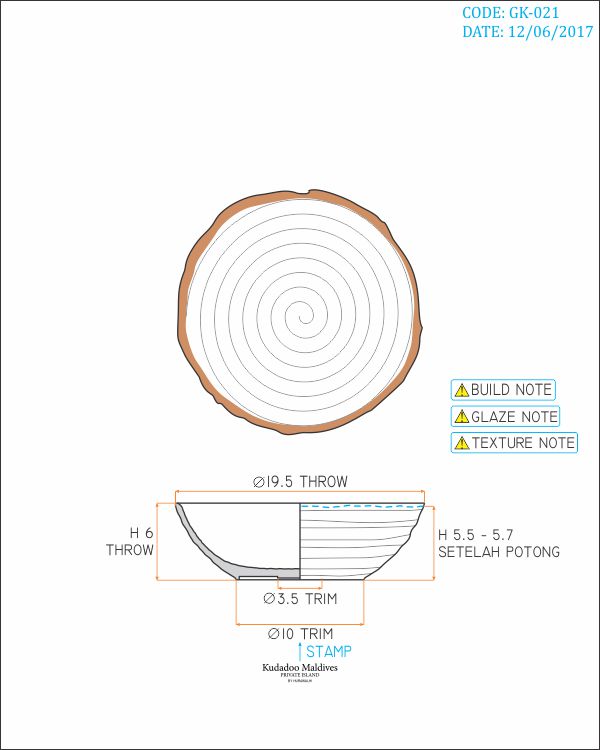 CODE: GK-021
DATE: 12/06/2017
BUILD NOTE
GLAZE NOTE
TEXTURE NOTE
∅19.5 THROW
H 6
THROW
H 5.5 - 5.7
SETELAH POTONG
∅3.5 TRIM
∅10 TRIM
STAMP
Kudadoo Maldives
PRIVATE ISLAND